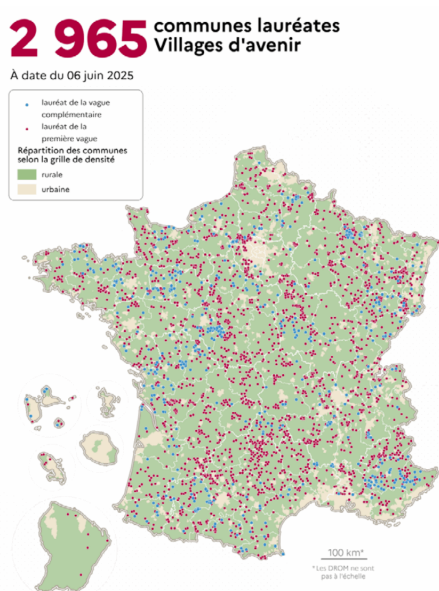 2 965 communes lauréates
Villages d'avenir
À date du 06 juin 2025
lauréat de la vague
complémentaire
lauréat de la
première vague
Répartition des communes
selon la grille de densité
rurale
urbaine
100 km*
*Les DROM ne sont
pas à l'échelle